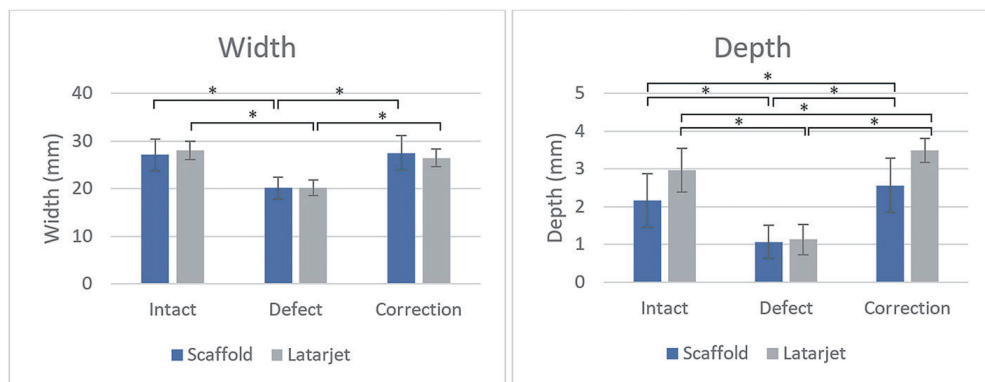 Width
* *
* *
40
30
20
10
0
Width (mm)
Intact Defect Correction
Scaffold Latarjet
Depth
*
* *
*
* *
5
4
3
2
1
0
Depth (mm)
Intact Defect Correction
Scaffold Latarjet